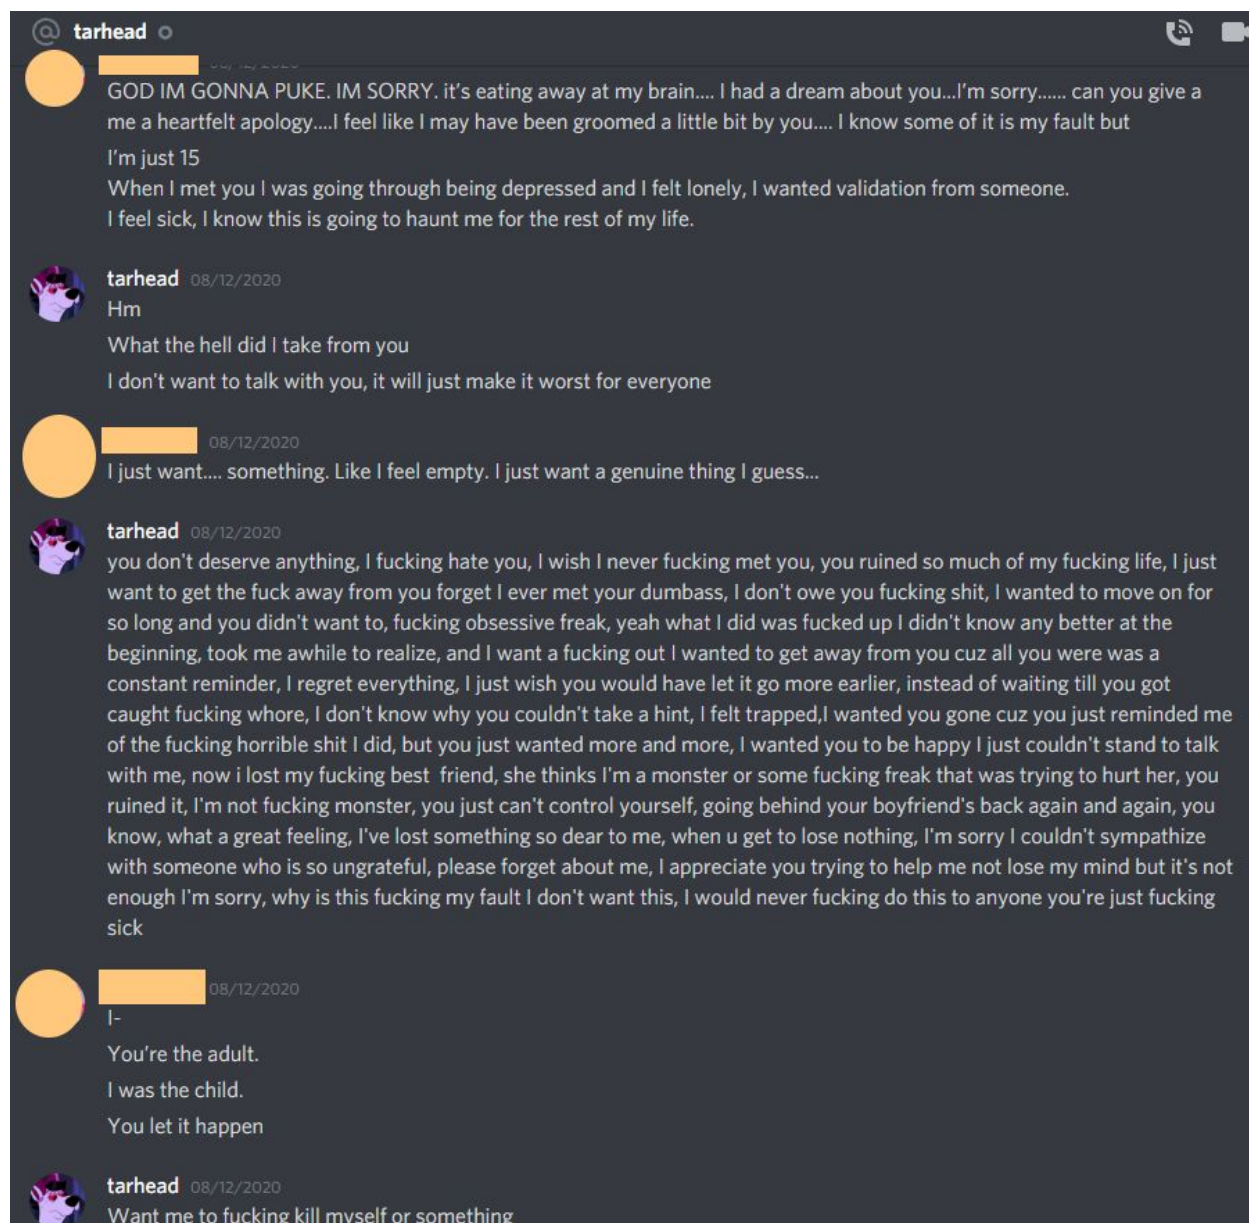 tarhead
GOD IM GONNA PUKE. IM SORRY. it's eating away at my brain.... I had a dream about you...I'm sorry...... can you give a
me a heartfelt apology....I feel like I may have been groomed a little bit by you.... I know some of it is my fault but
I'm just 15
When I met you I was going through being depressed and I felt lonely, I wanted validation from someone.
I feel sick, I know this is going to haunt me for the rest of my life.
tarhead 08/12/2020
Hm
What the hell did I take from you
I don't want to talk with you, it will just make it worst for everyone
08/12/2020
I just want.... something. Like I feel empty. I just want a genuine thing I guess...
tarhead 08/12/2020
you don't deserve anything, I fucking hate you, I wish I never fucking met you, you ruined so much of my fucking life, I just
want to get the fuck away from you forget I ever met your dumbass, I don't owe you fucking shit, I wanted to move on for
so long and you didn't want to, fucking obsessive freak, yeah what I did was fucked up I didn't know any better at the
beginning, took me awhile to realize, and I want a fucking out I wanted to get away from you cuz all you were was a
constant reminder, I regret everything, I just wish you would have let it go more earlier, instead of waiting till you got
caught fucking whore, I don't know why you couldn't take a hint, I felt trapped,I wanted you gone cuz you just reminded me
of the fucking horrible shit I did, but you just wanted more and more, I wanted you to be happy I just couldn't stand to talk
with me, now i lost my fucking best friend, she thinks I'm a monster or some fucking freak that was trying to hurt her, you
ruined it, I'm not fucking monster, you just can't control yourself, going behind your boyfriend's back again and again, you
know, what a great feeling, I've lost something so dear to me, when u get to lose nothing, I'm sorry I couldn't sympathize
with someone who is so ungrateful, please forget about me, I appreciate you trying to help me not lose my mind but it's not
enough I'm sorry, why is this fucking my fault I don't want this, I would never fucking do this to anyone you're just fucking
sick
08/12/2020
I-
You're the adult.
I was the child.
You let it happen
tarhead 08/12/2020
Want me to fucking kill myself or something